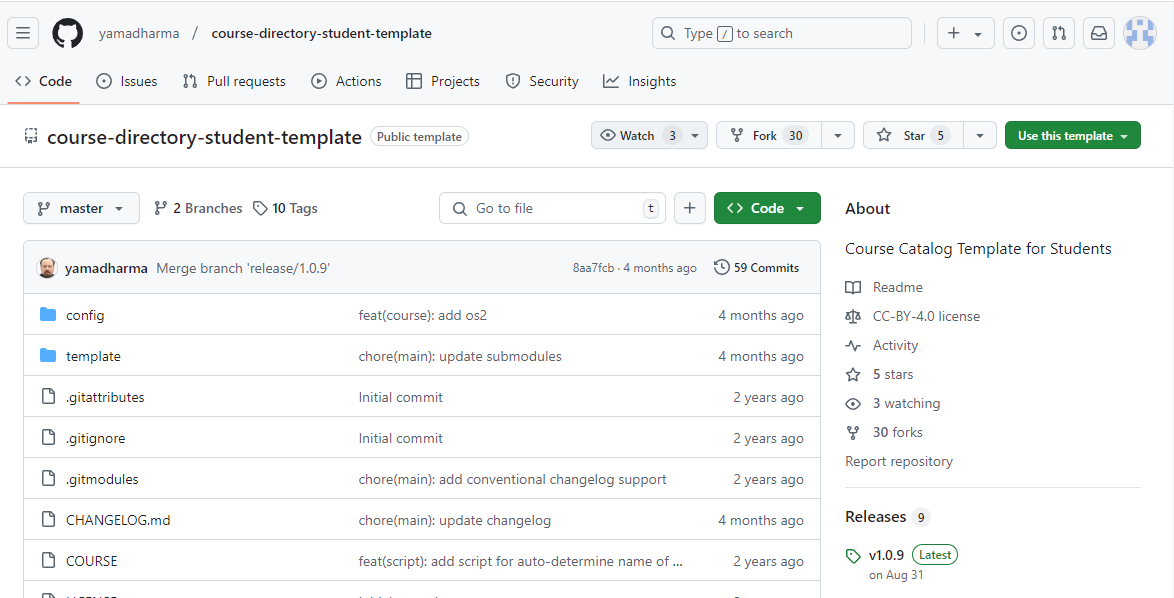 yamadharma / course-directory-student-template Type / to search
Code Issues Pull requests Actions Projects Security Insights
course-directory-student-template Public template Watch 3 Fork 30 Star 5 Use this template
master 2 Branches 10 Tags Go to file t Code
About
Course Catalog Template for Students
Readme
CC-BY-4.0 license
Activity
5 stars
3 watching
30 forks
Report repository
Releases 9
v1.0.9 Latest
on Aug 31
yamadharma Merge branch 'release/1.0.9' 8aa7fcb · 4 months ago 59 Commits
config feat(course): add os2 4 months ago
template chore(main): update submodules 4 months ago
.gitattributes Initial commit 2 years ago
.gitignore Initial commit 2 years ago
.gitmodules chore(main): add conventional changelog support 2 years ago
CHANGELOG.md chore(main): update changelog 4 months ago
COURSE feat(script): add script for auto-determine name of ... 2 years ago